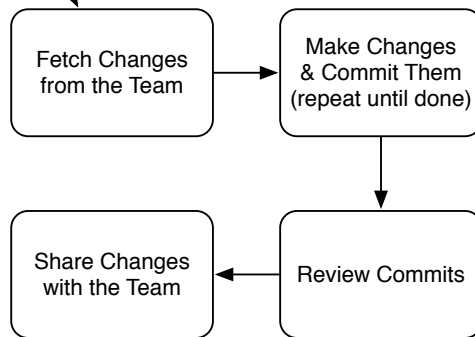 Fetch Changes
from the Team
Make Changes
& Commit Them
(repeat until done)
Review Commits
Share Changes
with the Team